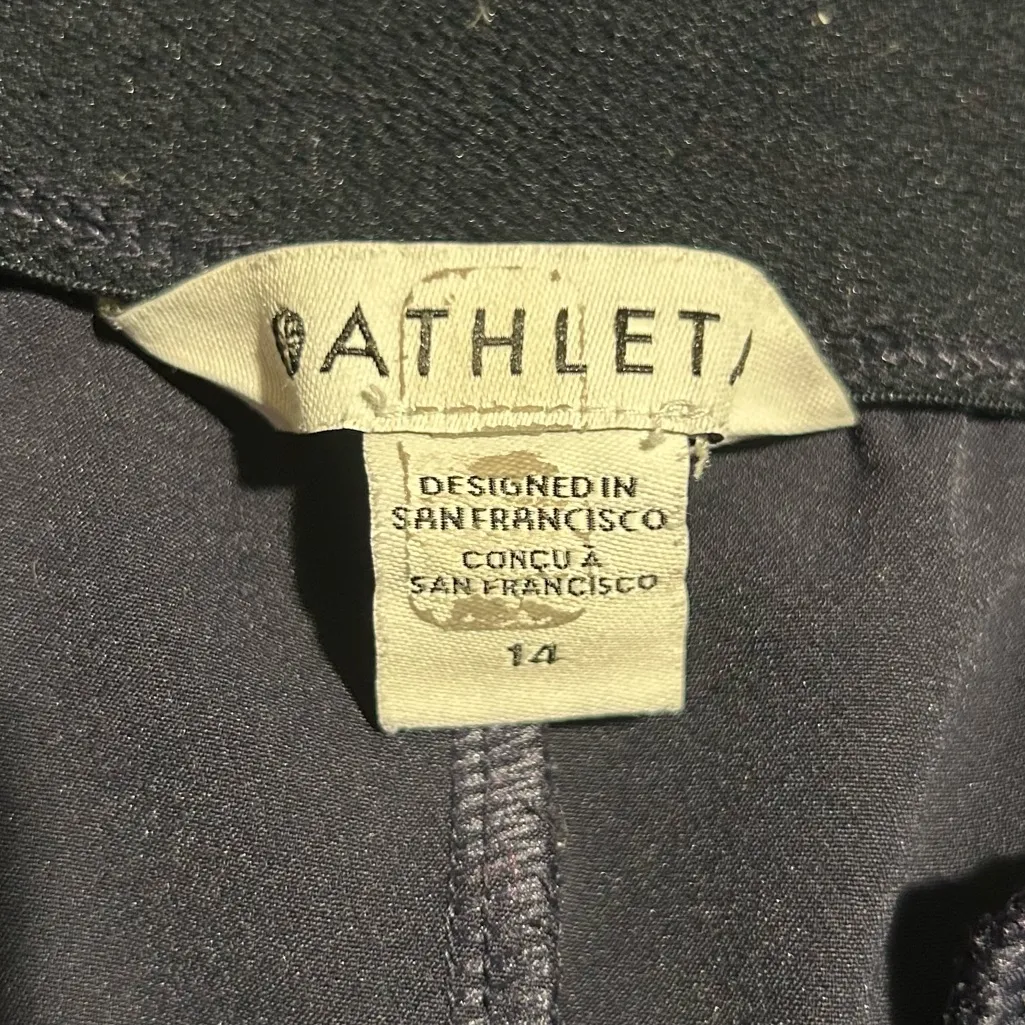 ATHLETA
DESIGNED IN
SAN FRANCISCO
CONÇU À
SAN FRANCISCO
14